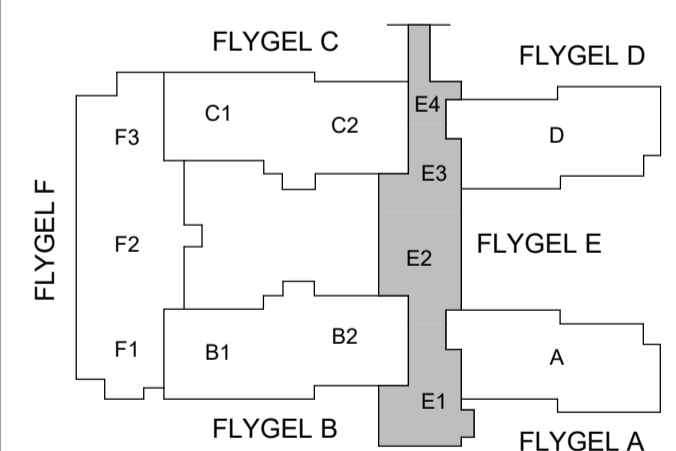 FLYGEL C
FLYGEL D
E4
C1
C2
D
F3
E3
FLYGEL F
F2
E2
FLYGEL E
F1
B1
B2
A
E1
FLYGEL B
FLYGEL A